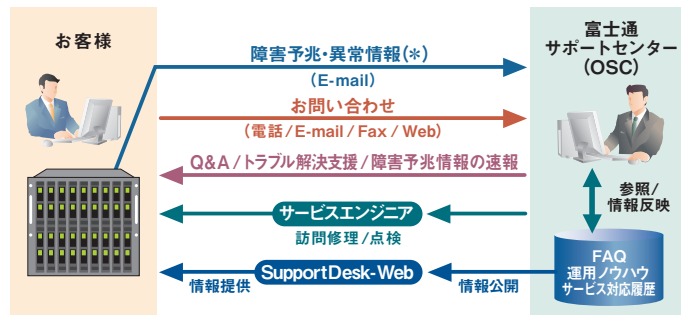 お客様
障害予兆・異常情報(＊)
(E-mail)
お問い合わせ
(電話/E-mail/Fax/Web)
Q&A/トラブル解決支援/障害予兆情報の速報
サービスエンジニア
訪問修理/点検
情報提供
SupportDesk-Web
情報公開
富士通
サポートセンター
(OSC)
参照/
情報反映
FAQ
運用ノウハウ
サービス対応履歴